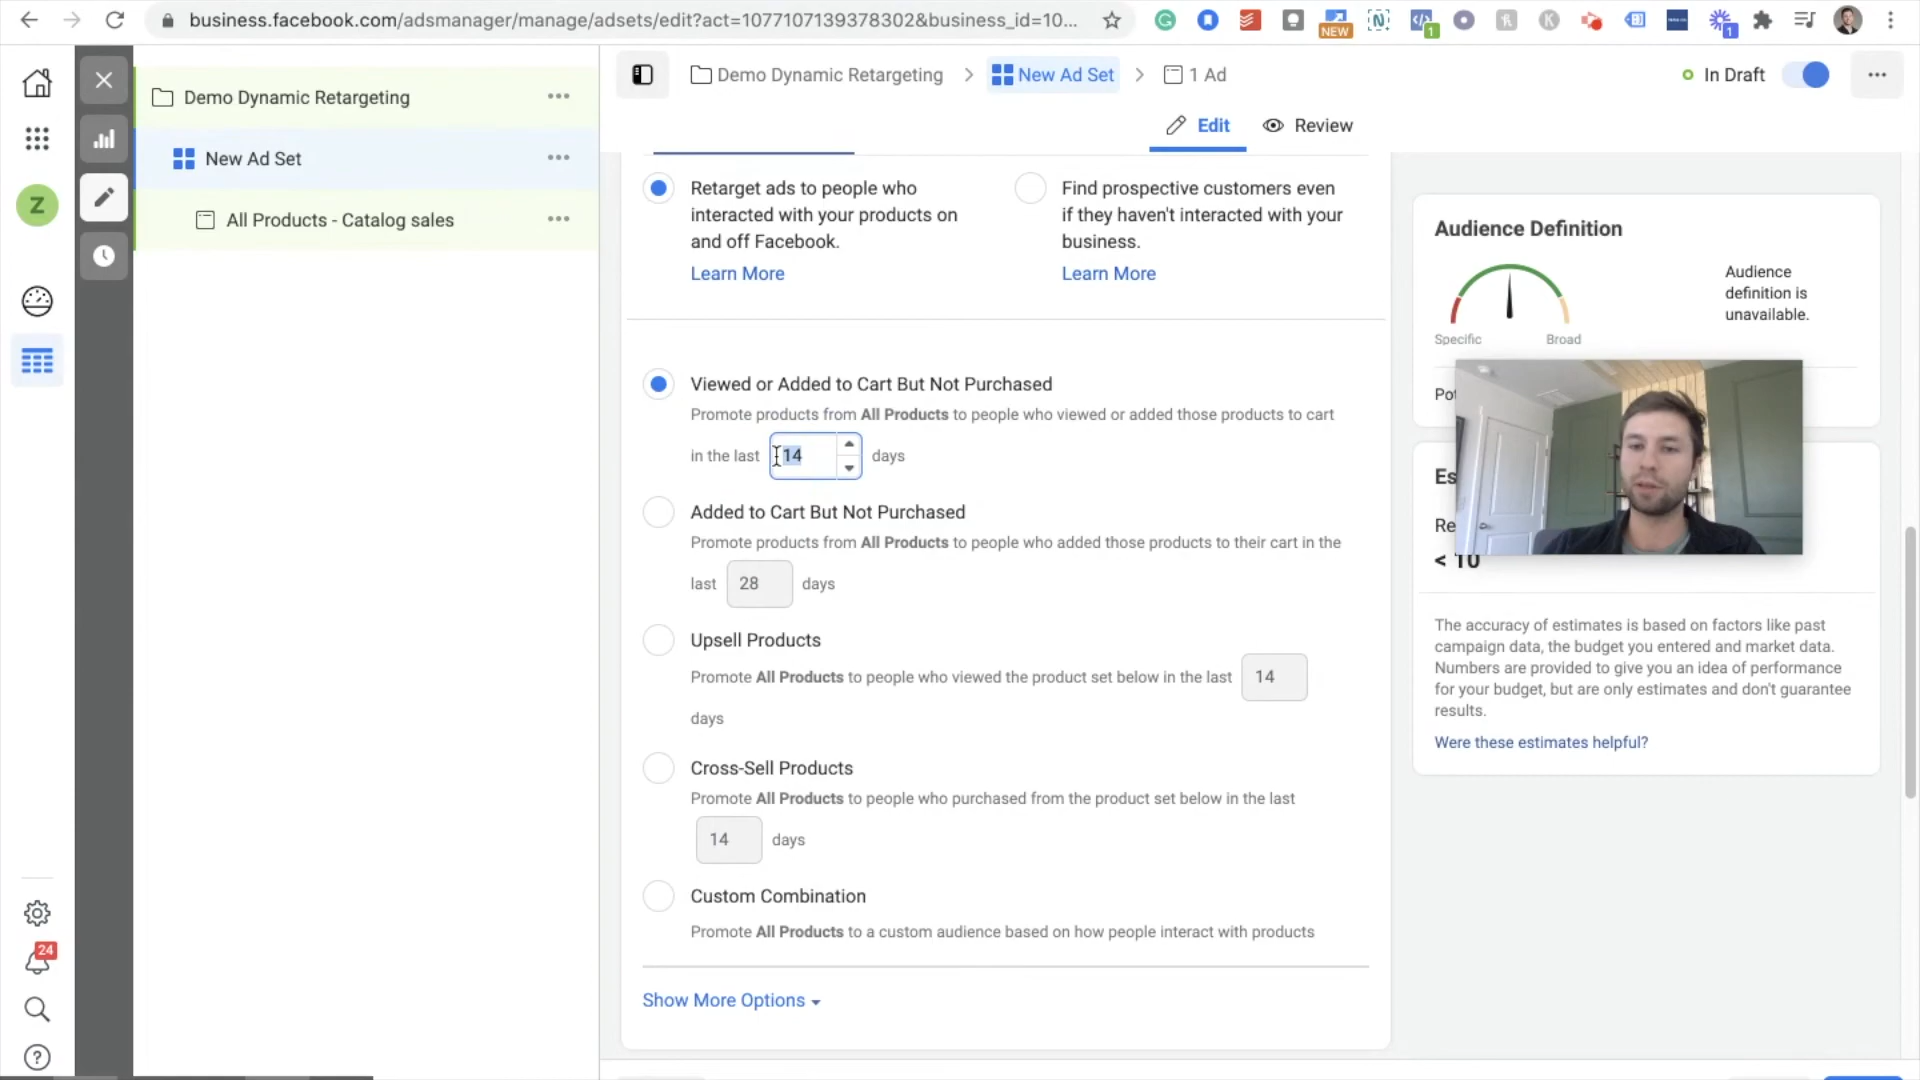 business.facebook.com/adsmanager/manage/adsets/edit?act=1077107139378302&business_id=10...
NEW
1
1
Demo Dynamic Retargeting
New Ad Set
1 Ad
In Draft
Demo Dynamic Retargeting
New Ad Set
All Products - Catalog sales
Z
24
Edit
Review
Retarget ads to people who
interacted with your products on
and off Facebook.
Learn More
Find prospective customers even
if they haven't interacted with your
business.
Learn More
Viewed or Added to Cart But Not Purchased
Promote products from All Products to people who viewed or added those products to cart
in the last 14 days
Added to Cart But Not Purchased
Promote products from All Products to people who added those products to their cart in the
last 28 days
Upsell Products
Promote All Products to people who viewed the product set below in the last 14
days
Cross-Sell Products
Promote All Products to people who purchased from the product set below in the last
14 days
Custom Combination
Promote All Products to a custom audience based on how people interact with products
Show More Options
Audience Definition
Audience
definition is
unavailable.
Specific
Broad
Pot
Es
Re
< 10
The accuracy of estimates is based on factors like past
campaign data, the budget you entered and market data.
Numbers are provided to give you an idea of performance
for your budget, but are only estimates and don't guarantee
results.
Were these estimates helpful?